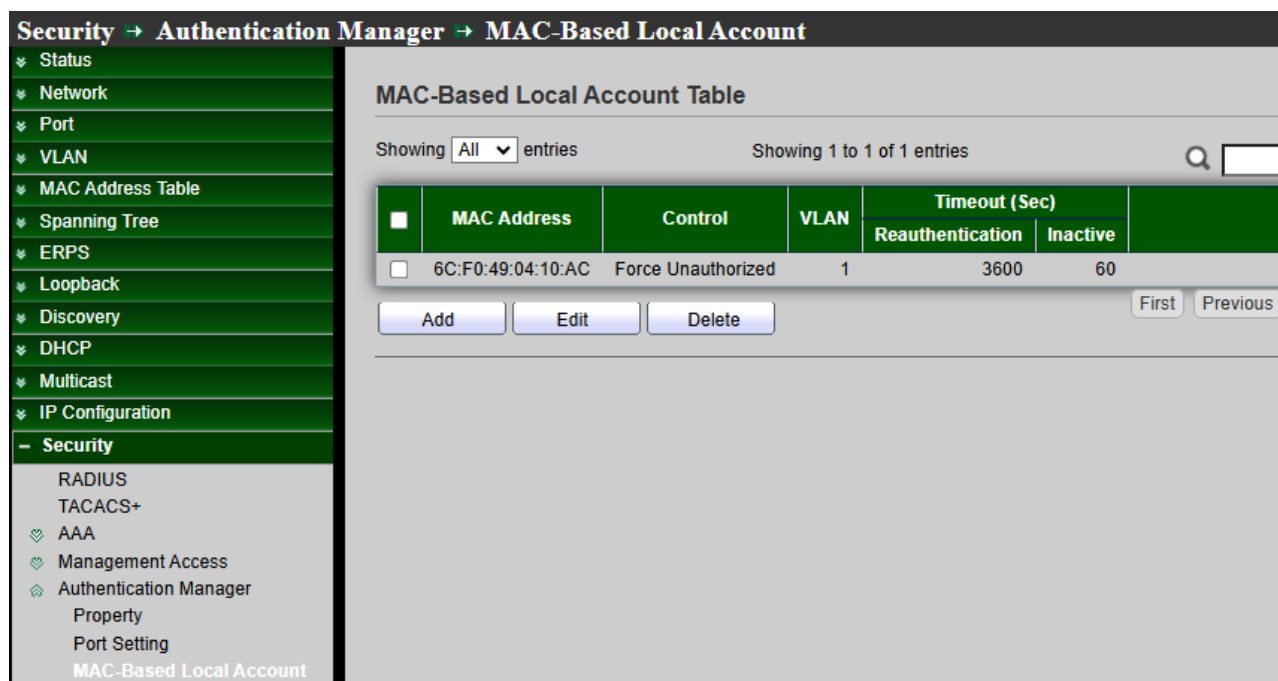 Security → Authentication Manager → MAC-Based Local Account
Status
Network
Port
VLAN
MAC Address Table
Spanning Tree
ERPS
Loopback
Discovery
DHCP
Multicast
IP Configuration
Security
RADIUS
TACACS+
AAA
Management Access
Authentication Manager
Property
Port Setting
MAC-Based Local Account
MAC-Based Local Account Table
Showing All entries
Showing 1 to 1 of 1 entries
MAC Address Control VLAN Timeout (Sec)
Reauthentication Inactive
6C:F0:49:04:10:AC Force Unauthorized 1 3600 60
First Previous
Add Edit Delete